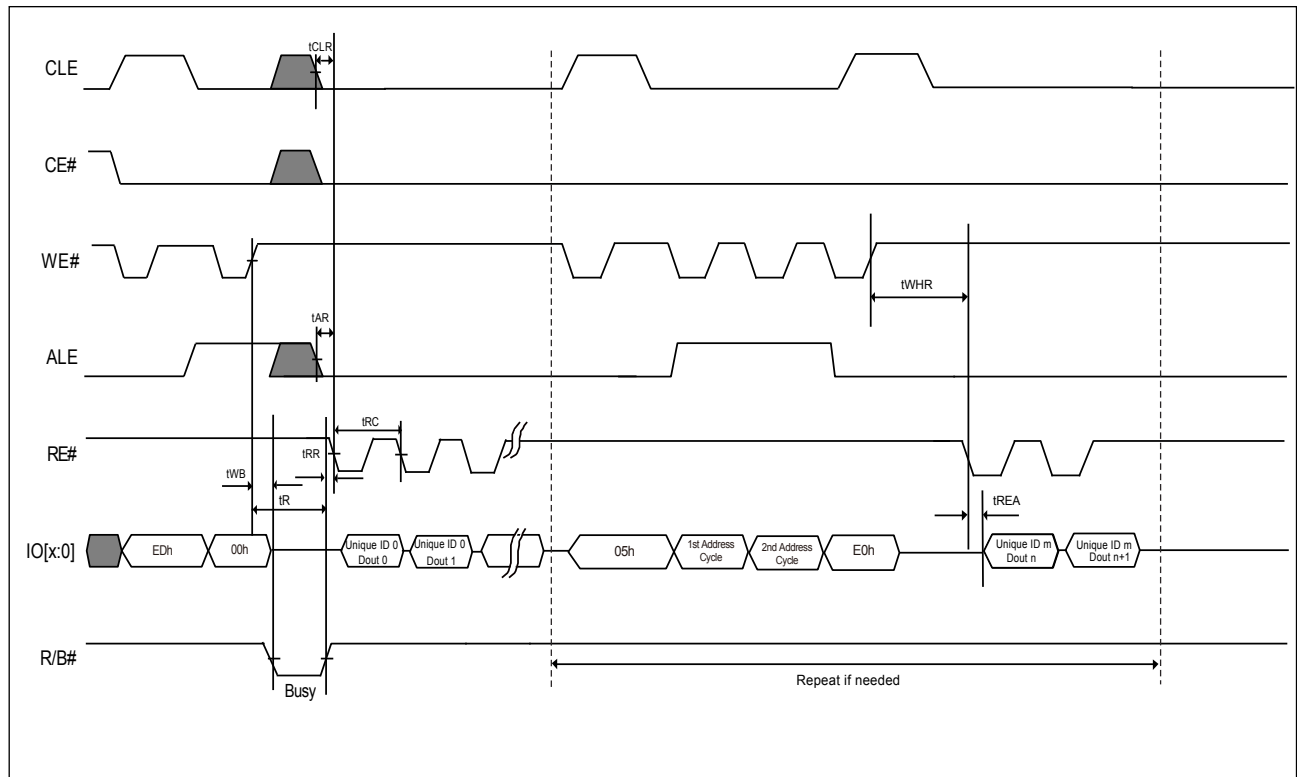 tCLR
CLE
CE#
WE#
tWHR
tAR
ALE
tRC
RE#
tRR
tWB
tR
tREA
IO[x:0]
EDh
00h
Unique ID 0
Dout 0
Unique ID 0
Dout 1
05h
1st Address
Cycle
2nd Address
Cycle
E0h
Unique ID m
Dout n
Unique ID m
Dout n+1
R/B#
Busy
Repeat if needed